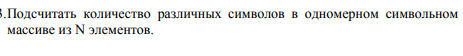 3.Подсчитать количество различных символов в одномерном символьном
массиве из N элементов.